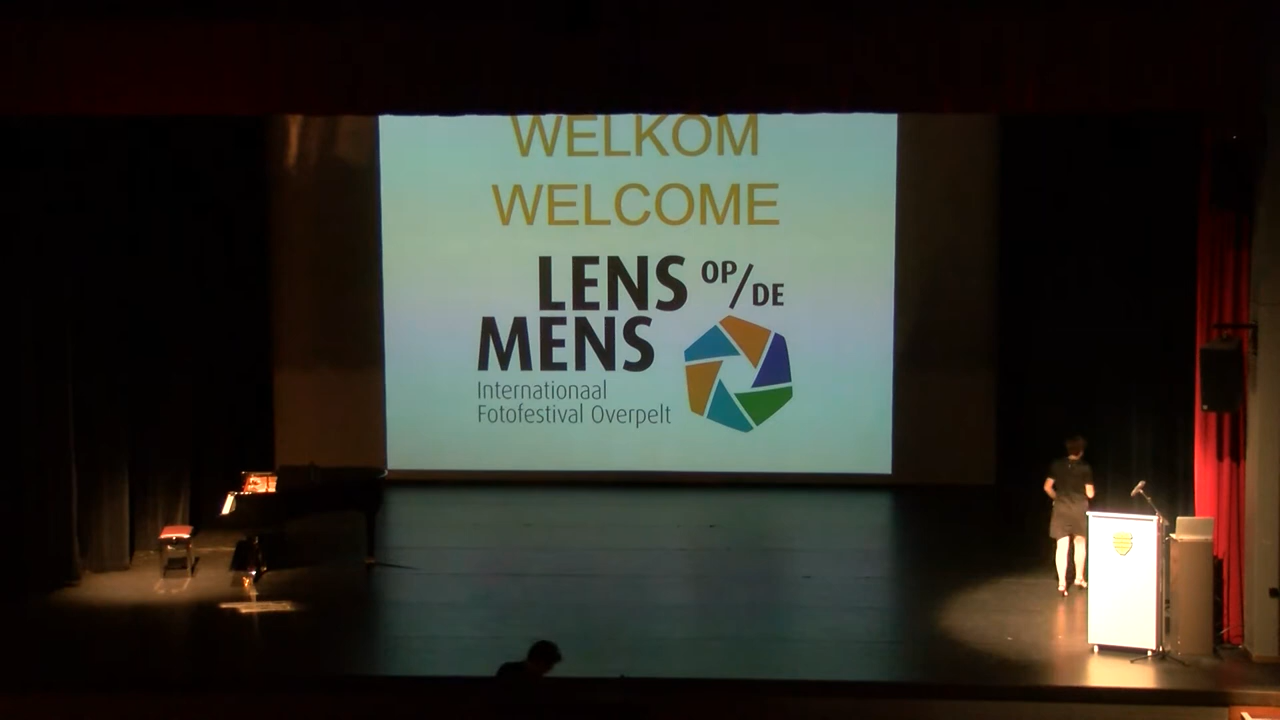 WELKOM
WELCOME
LENS OP/DE
MENS
Internationaal
Fotofestival Overpelt